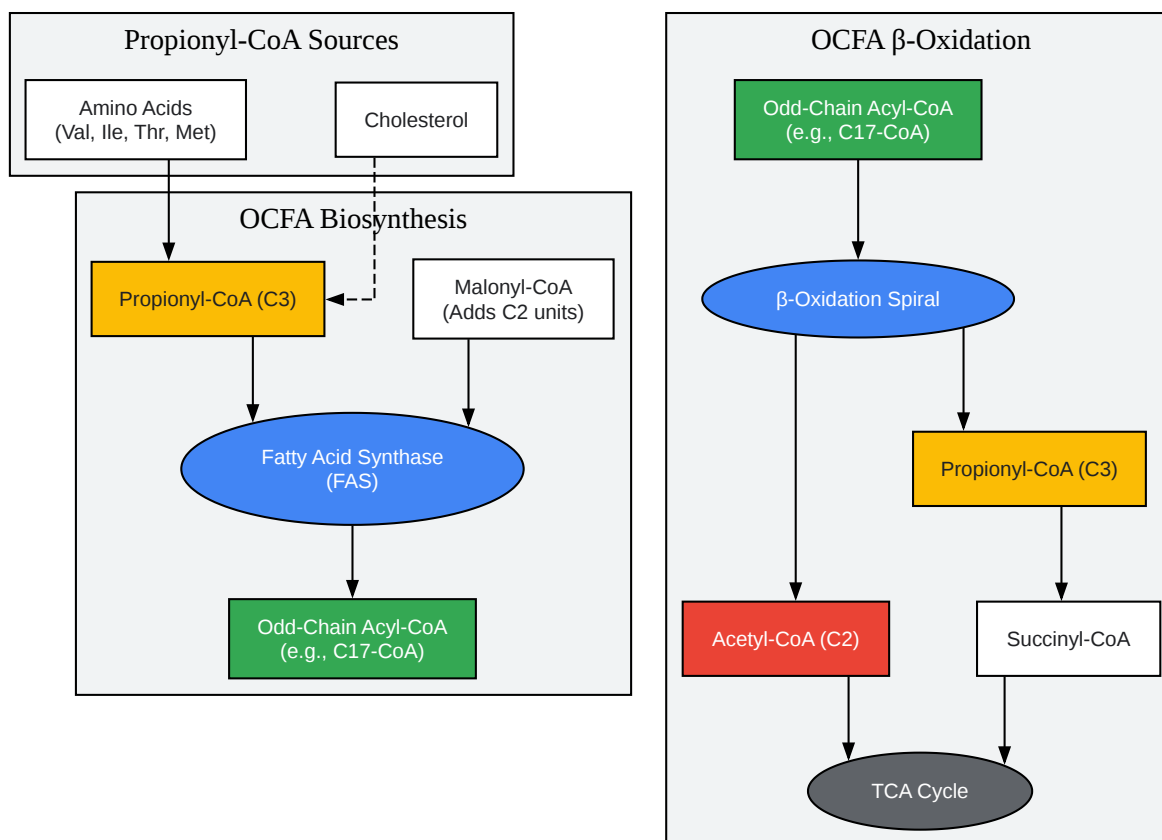 Propionyl-CoA Sources
Amino Acids
(Val, Ile, Thr, Met)
Cholesterol
OCFA Biosynthesis
Propionyl-CoA (C3)
Malonyl-CoA
(Adds C2 units)
Fatty Acid Synthase
(FAS)
Odd-Chain Acyl-CoA
(e.g., C17-CoA)
OCFA β-Oxidation
Odd-Chain Acyl-CoA
(e.g., C17-CoA)
β-Oxidation Spiral
Propionyl-CoA (C3)
Acetyl-CoA (C2)
Succinyl-CoA
TCA Cycle